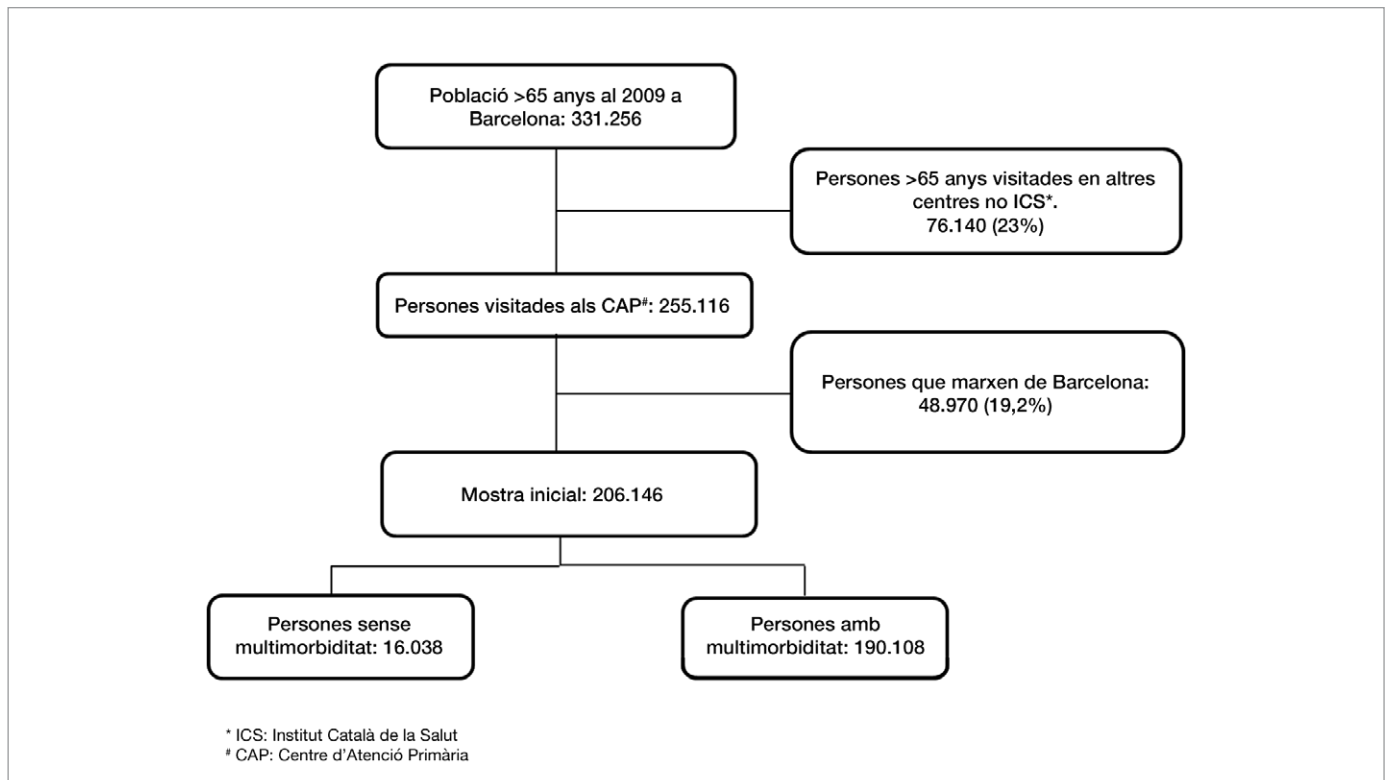 Població >65 anys al 2009 a
Barcelona: 331.256
Persones >65 anys visitades en altres
centres no ICS*.
76.140 (23%)
Persones visitades als CAP#: 255.116
Persones que marxen de Barcelona:
48.970 (19,2%)
Mostra inicial: 206.146
Persones sense
multimorbiditat: 16.038
Persones amb
multimorbiditat: 190.108
* ICS: Institut Català de la Salut
# CAP: Centre d’Atenció Primària